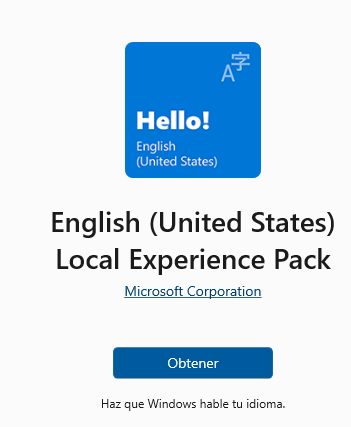 A字
Hello!
English
(United States)
English (United States)
Local Experience Pack
Microsoft Corporation
Obtener
Haz que Windows hable tu idioma.